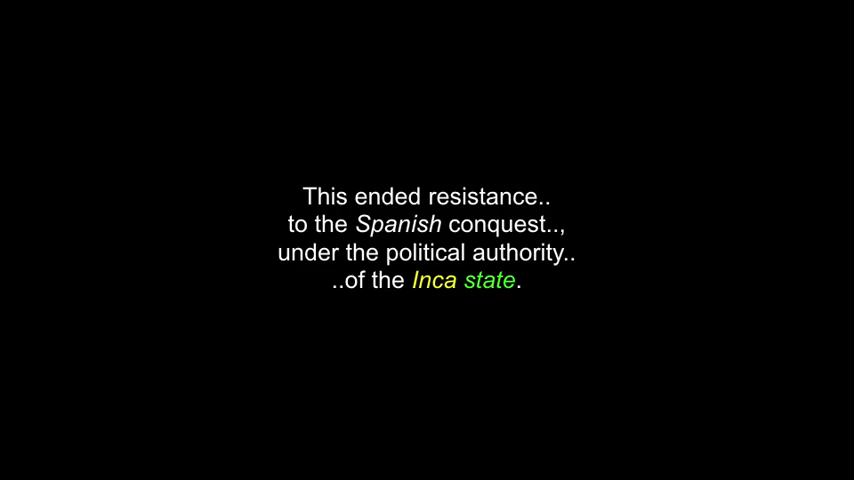 This ended resistance..
to the Spanish conquest..,
under the political authority..
..of the Inca state.